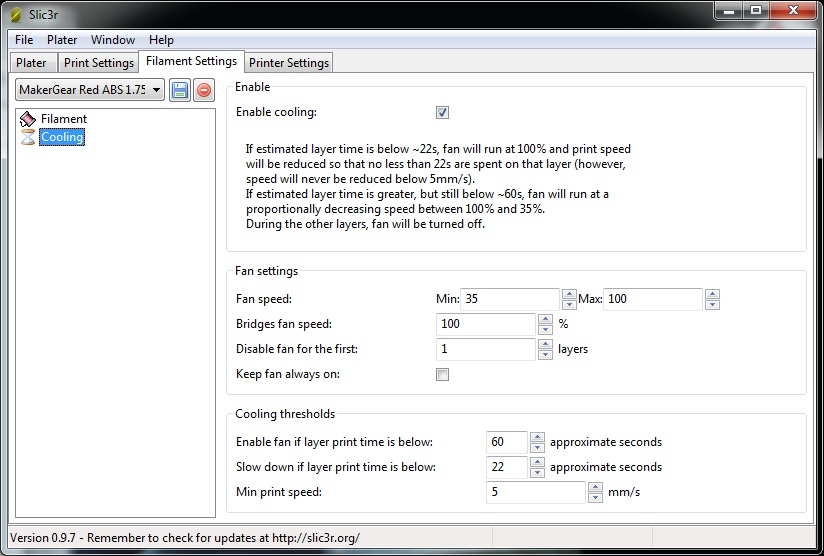 Slic3r
File Plater Window Help
Plater Print Settings Filament Settings Printer Settings
MakerGear Red ABS 1.75
Filament
Cooling
Enable
Enable cooling:
If estimated layer time is below ~22s, fan will run at 100% and print speed
will be reduced so that no less than 22s are spent on that layer (however,
speed will never be reduced below 5mm/s).
If estimated layer time is greater, but still below ~60s, fan will run at a
proportionally decreasing speed between 100% and 35%.
During the other layers, fan will be turned off.
Fan settings
Fan speed: Min: 35 Max: 100
Bridges fan speed: 100 %
Disable fan for the first: 1 layers
Keep fan always on:
Cooling thresholds
Enable fan if layer print time is below: 60 approximate seconds
Slow down if layer print time is below: 22 approximate seconds
Min print speed: 5 mm/s
Version 0.9.7 - Remember to check for updates at http://slic3r.org/